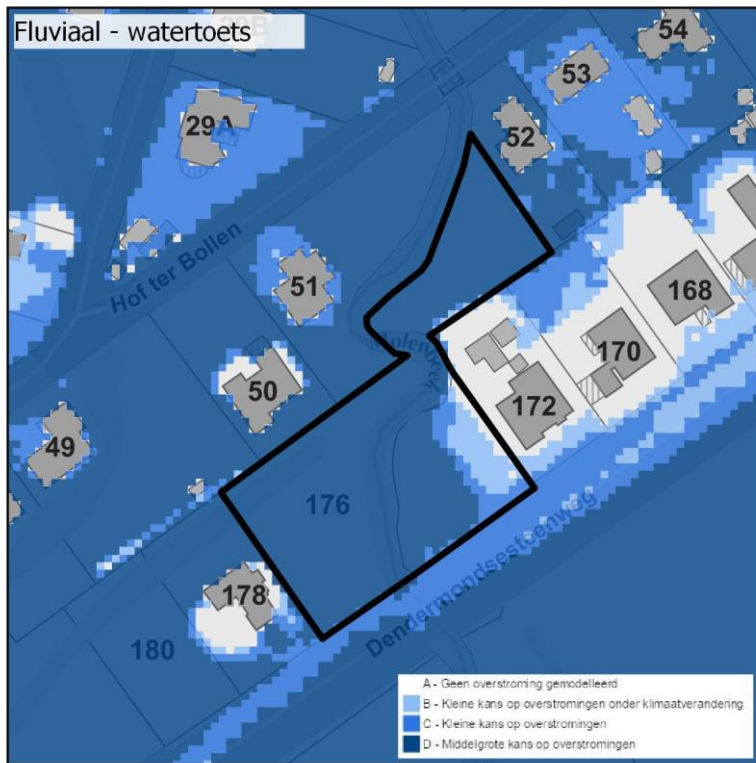 Fluviaal - watertoets
54
53
52
29A
Hof ter Bollen
51
168
170
50
172
49
176
178
180
Dendermondsesteenweg
A - Geen overstroming gemodelleerd
B - Kleine kans op overstromingen onder klimaatverandering
C - Kleine kans op overstromingen
D - Middelgrote kans op overstromingen